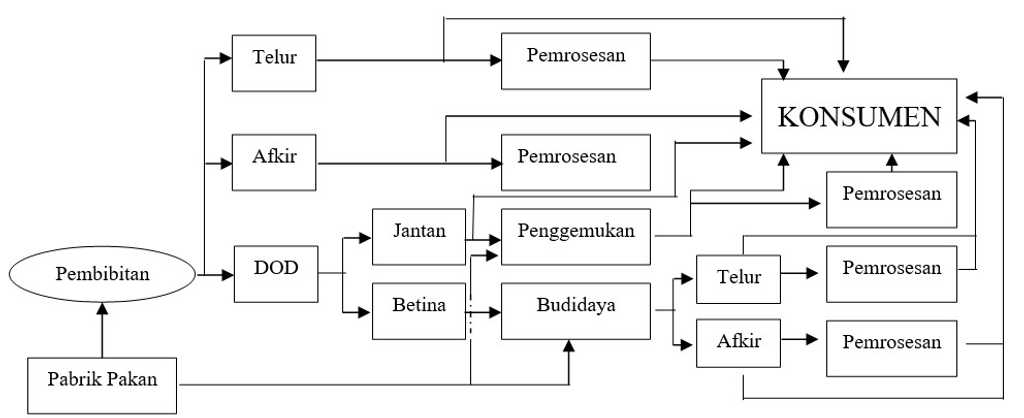 Telur
Pemrosesan
KONSUMEN
Afkir
Pemrosesan
Pemrosesan
Jantan
Penggemukan
Pembibitan
DOD
Telur
Pemrosesan
Betina
Budidaya
Afkir
Pemrosesan
Pabrik Pakan